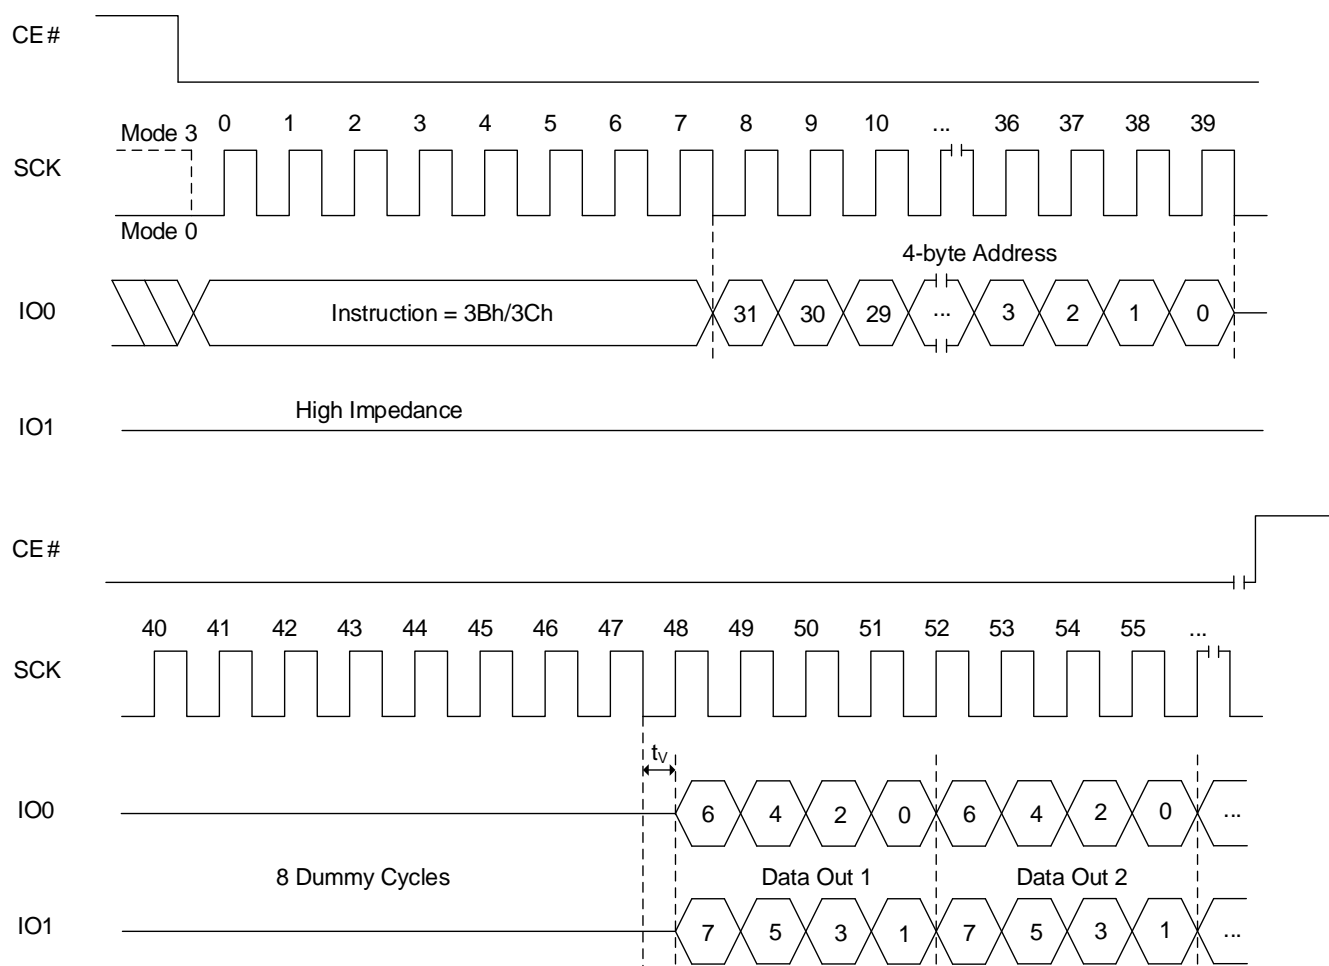 CE#
Mode 3 0 1 2 3 4 5 6 7 8 9 10 ... 36 37 38 39
SCK
Mode 0
4-byte Address
IO0 Instruction = 3Bh/3Ch 31 30 29 ... 3 2 1 0
High Impedance
IO1
CE#
40 41 42 43 44 45 46 47 48 49 50 51 52 53 54 55 ...
SCK
tV
IO0 6 4 2 0 6 4 2 0 ...
8 Dummy Cycles Data Out 1 Data Out 2
IO1 7 5 3 1 7 5 3 1 ...